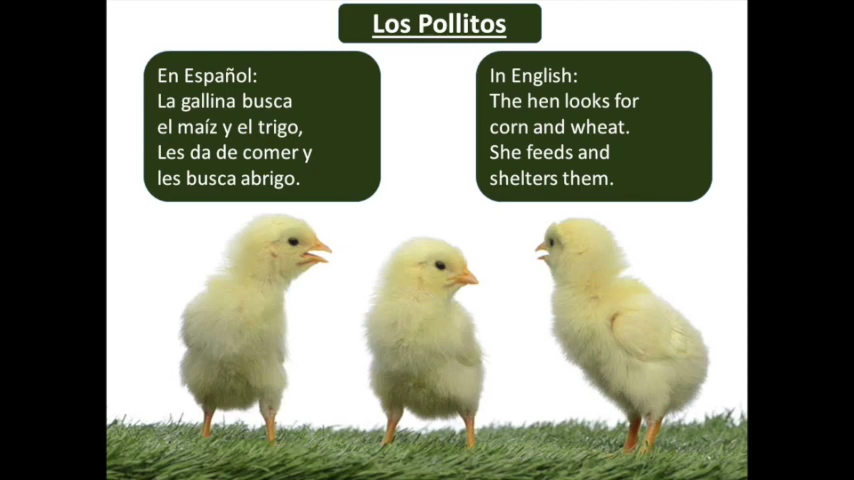 Los Pollitos
En Español:
La gallina busca
el maíz y el trigo,
Les da de comer y
les busca abrigo.
In English:
The hen looks for
corn and wheat.
She feeds and
shelters them.